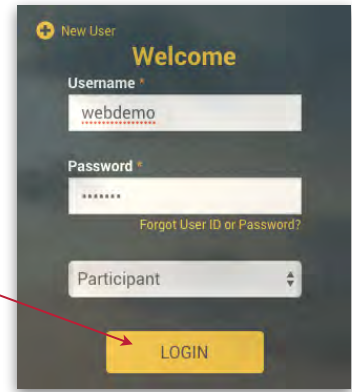 New User
Welcome
Username *
webdemo
Password *
•••••••
Forgot User ID or Password?
Participant
LOGIN